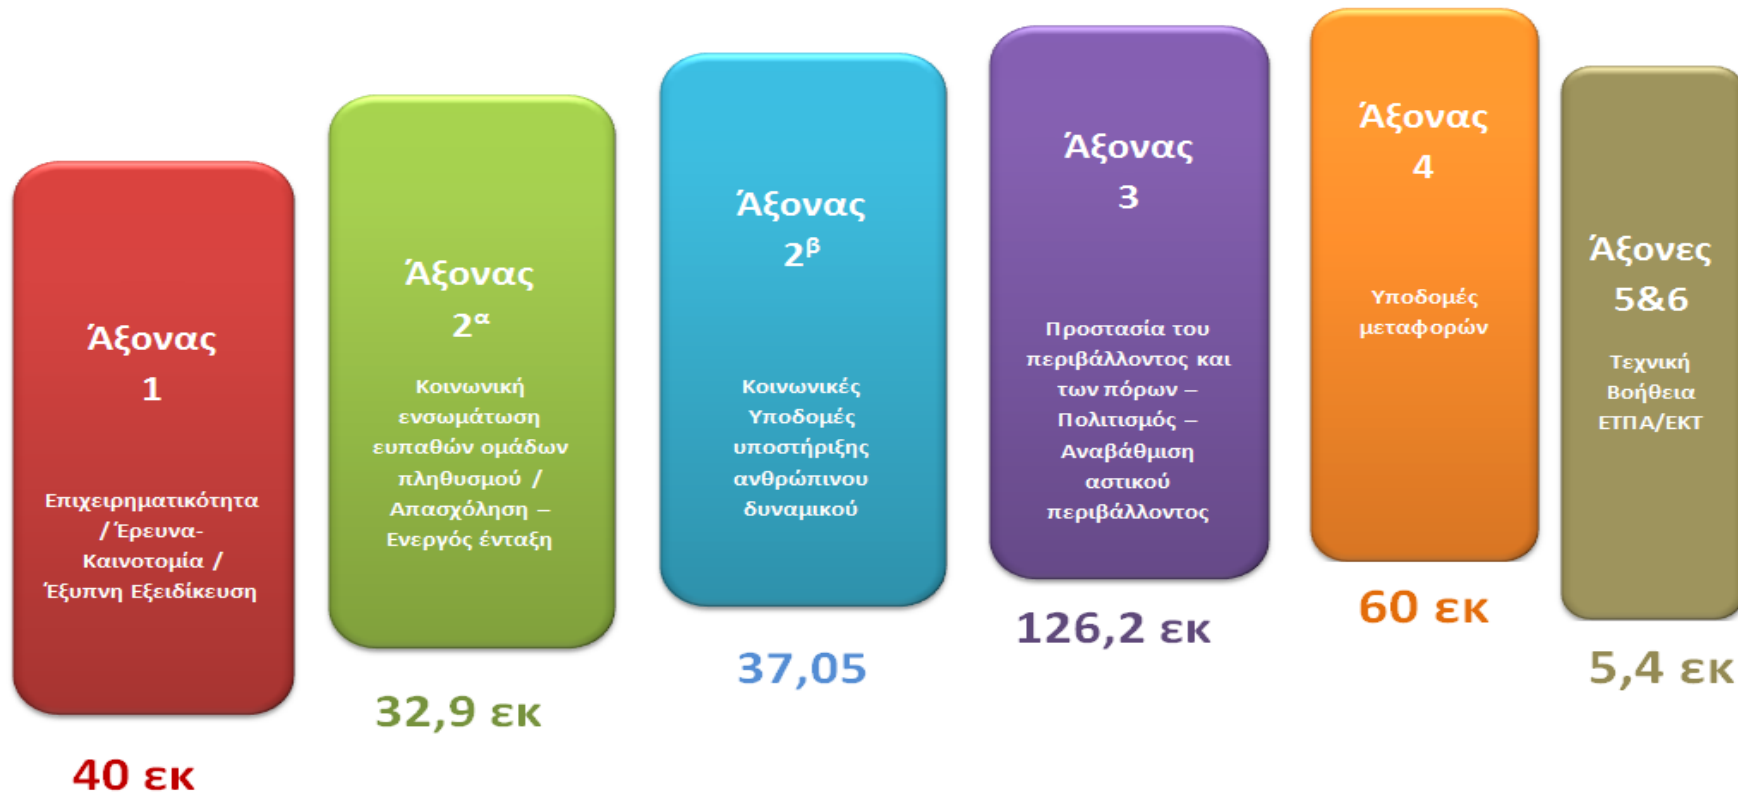 Άξονας
1
Επιχειρηματικότητα
/ Έρευνα-
Καινοτομία /
Έξυπνη Εξειδίκευση
40 εκ
Άξονας
2α
Κοινωνική
ενσωμάτωση
ευπαθών ομάδων
πληθυσμού /
Απασχόληση –
Ενεργός ένταξη
32,9 εκ
Άξονας
2β
Κοινωνικές
Υποδομές
υποστήριξης
ανθρώπινου
δυναμικού
37,05
Άξονας
3
Προστασία του
περιβάλλοντος και
των πόρων –
Πολιτισμός –
Αναβάθμιση
αστικού
περιβάλλοντος
126,2 εκ
Άξονας
4
Υποδομές
μεταφορών
60 εκ
Άξονες
5&6
Τεχνική
Βοήθεια
ΕΤΠΑ/ΕΚΤ
5,4 εκ